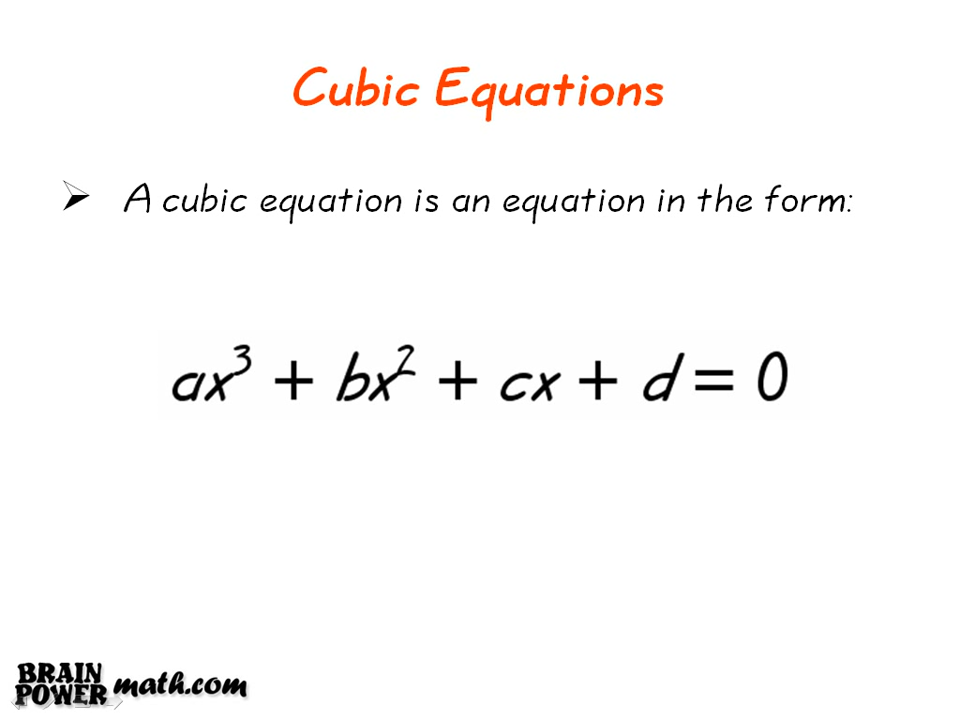 Cubic Equations
➢ A cubic equation is an equation in the form:
ax³ + bx² + cx + d = 0
BRAIN
POWER math.com